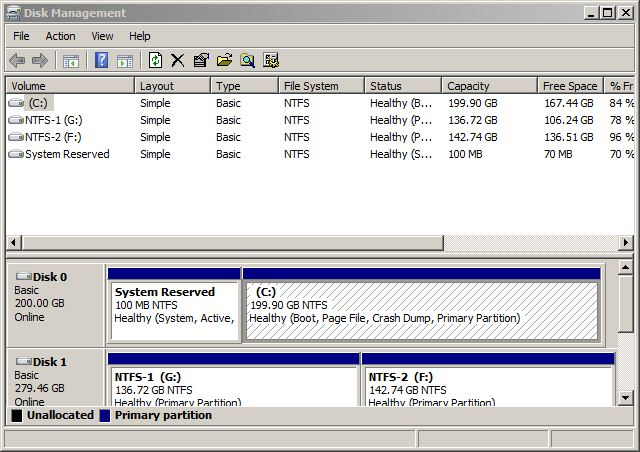 Disk Management
File Action View Help
Volume Layout Type File System Status Capacity Free Space % Fr
(C:) Simple Basic NTFS Healthy (B... 199.90 GB 167.44 GB 84 %
NTFS-1 (G:) Simple Basic NTFS Healthy (P... 136.72 GB 106.24 GB 78 %
NTFS-2 (F:) Simple Basic NTFS Healthy (P... 142.74 GB 136.51 GB 96 %
System Reserved Simple Basic NTFS Healthy (S... 100 MB 70 MB 70 %
Disk 0
Basic
200.00 GB
Online
System Reserved
100 MB NTFS
Healthy (System, Active,
(C:)
199.90 GB NTFS
Healthy (Boot, Page File, Crash Dump, Primary Partition)
Disk 1
Basic
279.46 GB
Online
NTFS-1 (G:)
136.72 GB NTFS
Healthy (Primary Partition)
NTFS-2 (F:)
142.74 GB NTFS
Healthy (Primary Partition)
Unallocated Primary partition